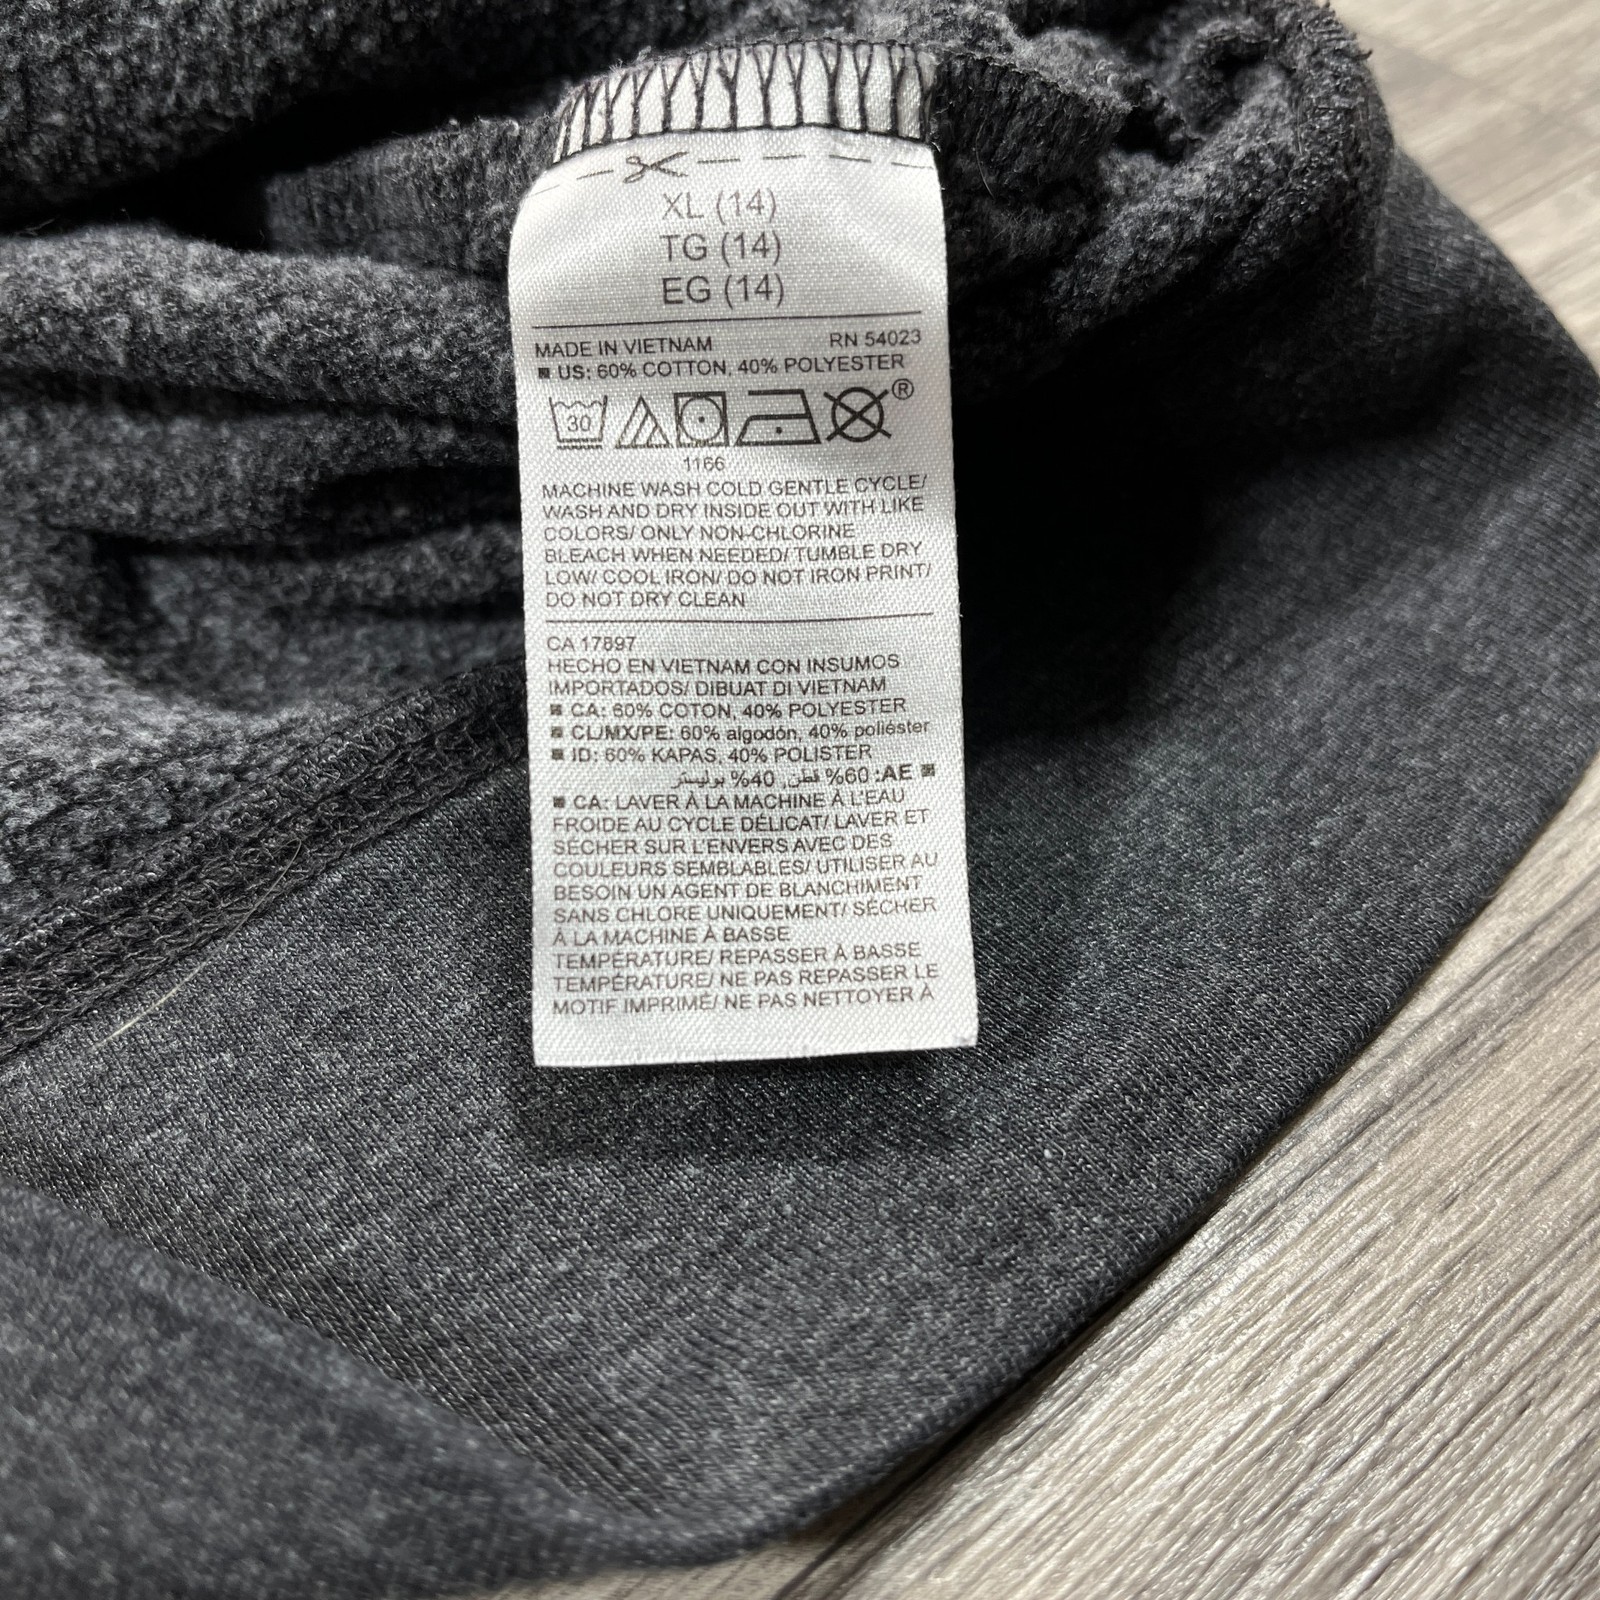 XL (14)
TG (14)
EG (14)
MADE IN VIETNAM RN 54023
▪ US: 60% COTTON, 40% POLYESTER
30 ®
1166
MACHINE WASH COLD GENTLE CYCLE/
WASH AND DRY INSIDE OUT WITH LIKE
COLORS/ ONLY NON-CHLORINE
BLEACH WHEN NEEDED/ TUMBLE DRY
LOW/ COOL IRON/ DO NOT IRON PRINT/
DO NOT DRY CLEAN
CA 17897
HECHO EN VIETNAM CON INSUMOS
IMPORTADOS/ DIBUAT DI VIETNAM
▪ CA: 60% COTON, 40% POLYESTER
▪ CL/MX/PE: 60% algodón, 40% poliéster
▪ ID: 60% KAPAS, 40% POLISTER
▪ AE: 60% قطن, 40% بوليستر
▪ CA: LAVER À LA MACHINE À L'EAU
FROIDE AU CYCLE DÉLICAT/ LAVER ET
SÉCHER SUR L'ENVERS AVEC DES
COULEURS SEMBLABLES/ UTILISER AU
BESOIN UN AGENT DE BLANCHIMENT
SANS CHLORE UNIQUEMENT/ SÉCHER
À LA MACHINE À BASSE
TEMPÉRATURE/ REPASSER À BASSE
TEMPÉRATURE/ NE PAS REPASSER LE
MOTIF IMPRIMÉ/ NE PAS NETTOYER À